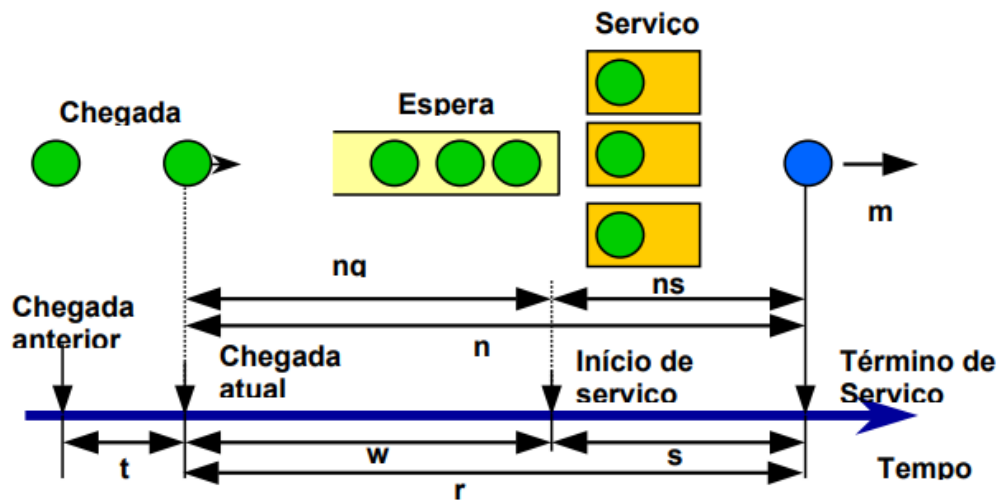 Serviço
Chegada
Espera
m
nq
ns
Chegada
anterior
n
Chegada
atual
Início de
serviço
Término de
Serviço
t
w
s
r
Tempo